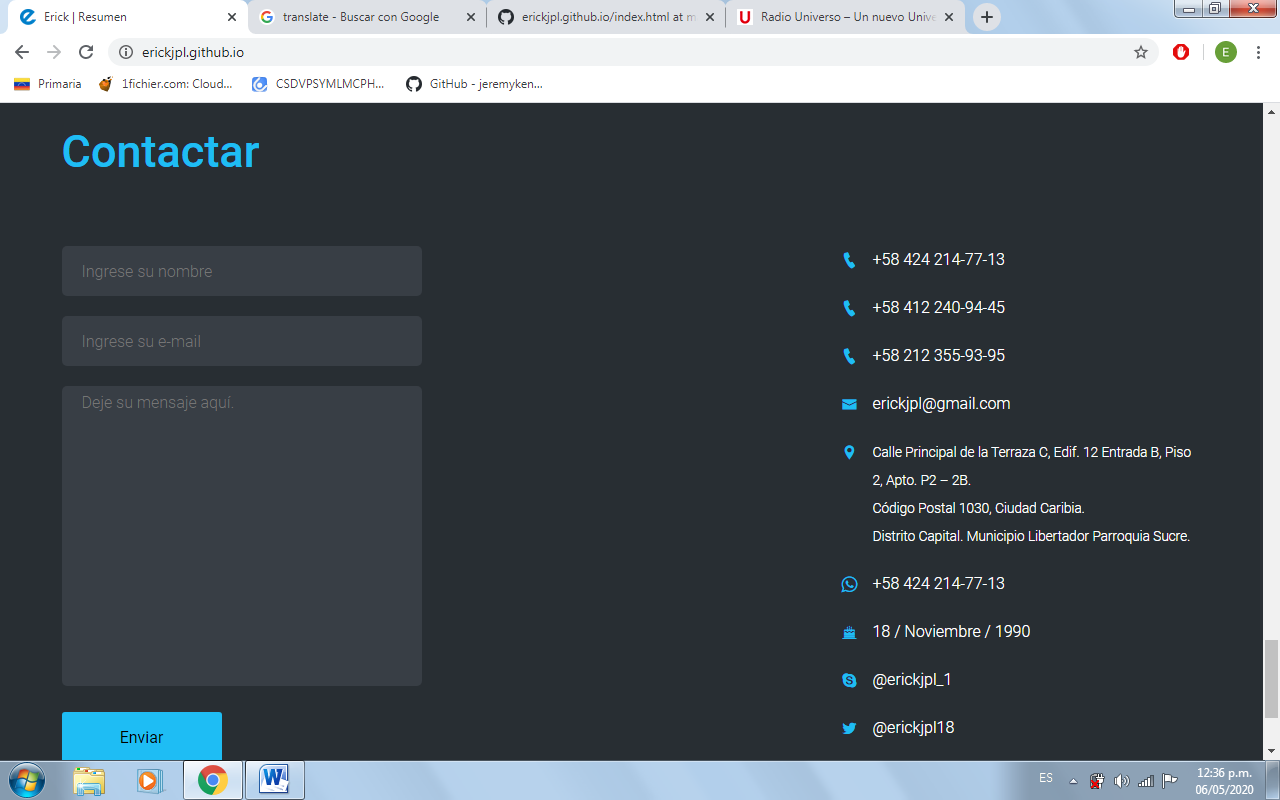 Erick | Resumen
translate - Buscar con Google
erickjpl.github.io/index.html at m
Radio Universo – Un nuevo Unive
erickjpl.github.io
E
Primaria
1fichier.com: Cloud...
CSDVPSYMLMCPH...
GitHub - jeremyken...
Contactar
Ingrese su nombre
Ingrese su e-mail
Deje su mensaje aquí.
Enviar
+58 424 214-77-13
+58 412 240-94-45
+58 212 355-93-95
erickjpl@gmail.com
Calle Principal de la Terraza C, Edif. 12 Entrada B, Piso
2, Apto. P2 – 2B.
Código Postal 1030, Ciudad Caribia.
Distrito Capital. Municipio Libertador Parroquia Sucre.
+58 424 214-77-13
18 / Noviembre / 1990
@erickjpl_1
@erickjpl18
ES
12:36 p.m.
06/05/2020